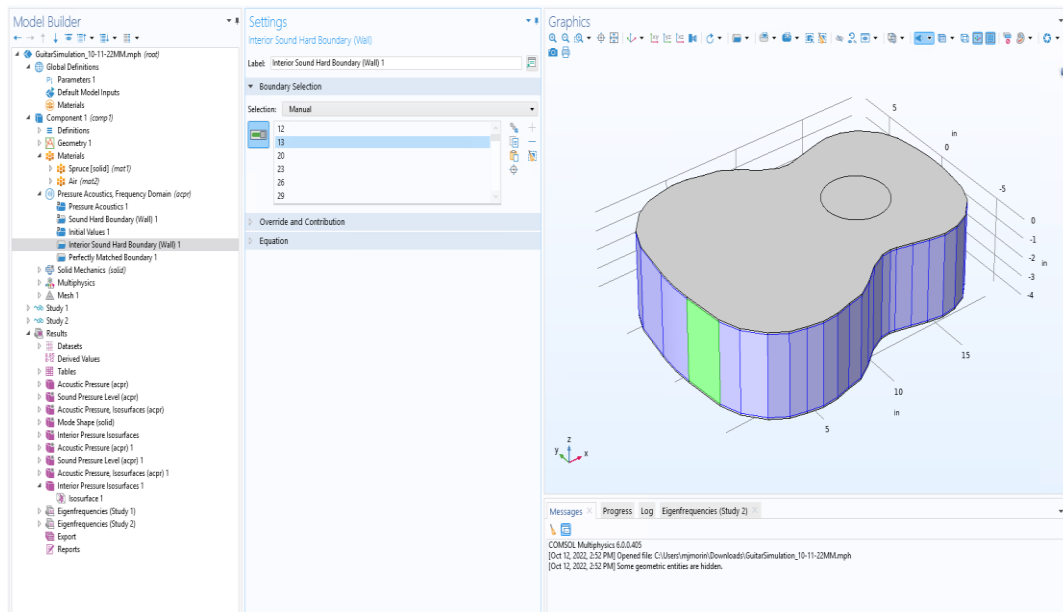 Model Builder
GuitarSimulation_10-11-22MM.mph (root)
Global Definitions
Parameters 1
Default Model Inputs
Materials
Component 1 (comp1)
Definitions
Geometry 1
Materials
Spruce [solid] (mat1)
Air (mat2)
Pressure Acoustics, Frequency Domain (acpr)
Pressure Acoustics 1
Sound Hard Boundary (Wall) 1
Initial Values 1
Interior Sound Hard Boundary (Wall) 1
Perfectly Matched Boundary 1
Solid Mechanics (solid)
Multiphysics
Mesh 1
Study 1
Study 2
Results
Datasets
Derived Values
Tables
Acoustic Pressure (acpr)
Sound Pressure Level (acpr)
Acoustic Pressure, Isosurfaces (acpr)
Mode Shape (solid)
Interior Pressure Isosurfaces
Acoustic Pressure (acpr) 1
Sound Pressure Level (acpr) 1
Acoustic Pressure, Isosurfaces (acpr) 1
Interior Pressure Isosurfaces 1
Isosurface 1
Eigenfrequencies (Study 1)
Eigenfrequencies (Study 2)
Export
Reports
Settings
Interior Sound Hard Boundary (Wall)
Label: Interior Sound Hard Boundary (Wall) 1
Boundary Selection
Selection: Manual
12
13
20
23
26
29
Override and Contribution
Equation
Graphics
5
in
0
-5
0
-1
-2
in
-3
-4
15
10
in
5
z
y
x
Messages Progress Log Eigenfrequencies (Study 2)
COMSOL Multiphysics 6.0.0.405
[Oct 12, 2022, 2:52 PM] Opened file: C:\Users\mjmorin\Downloads\GuitarSimulation_10-11-22MM.mph
[Oct 12, 2022, 2:52 PM] Some geometric entities are hidden.